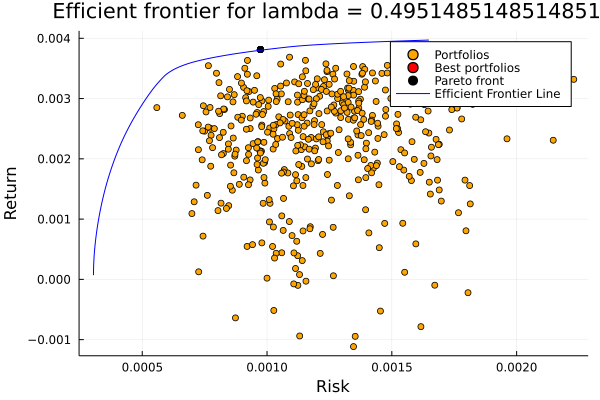 Efficient frontier for lambda = 0.4951485148514851
0.004
0.003
0.002
0.001
0.000
−0.001
Return
Portfolios
Best portfolios
Pareto front
Efficient Frontier Line
0.0005 0.0010 0.0015 0.0020
Risk